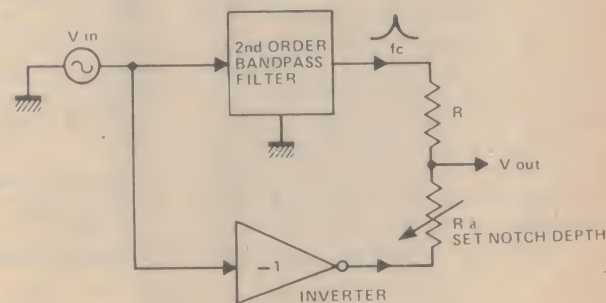 V in
2nd ORDER
BANDPASS
FILTER
fc
R
V out
R a
SET NOTCH DEPTH
–1
INVERTER